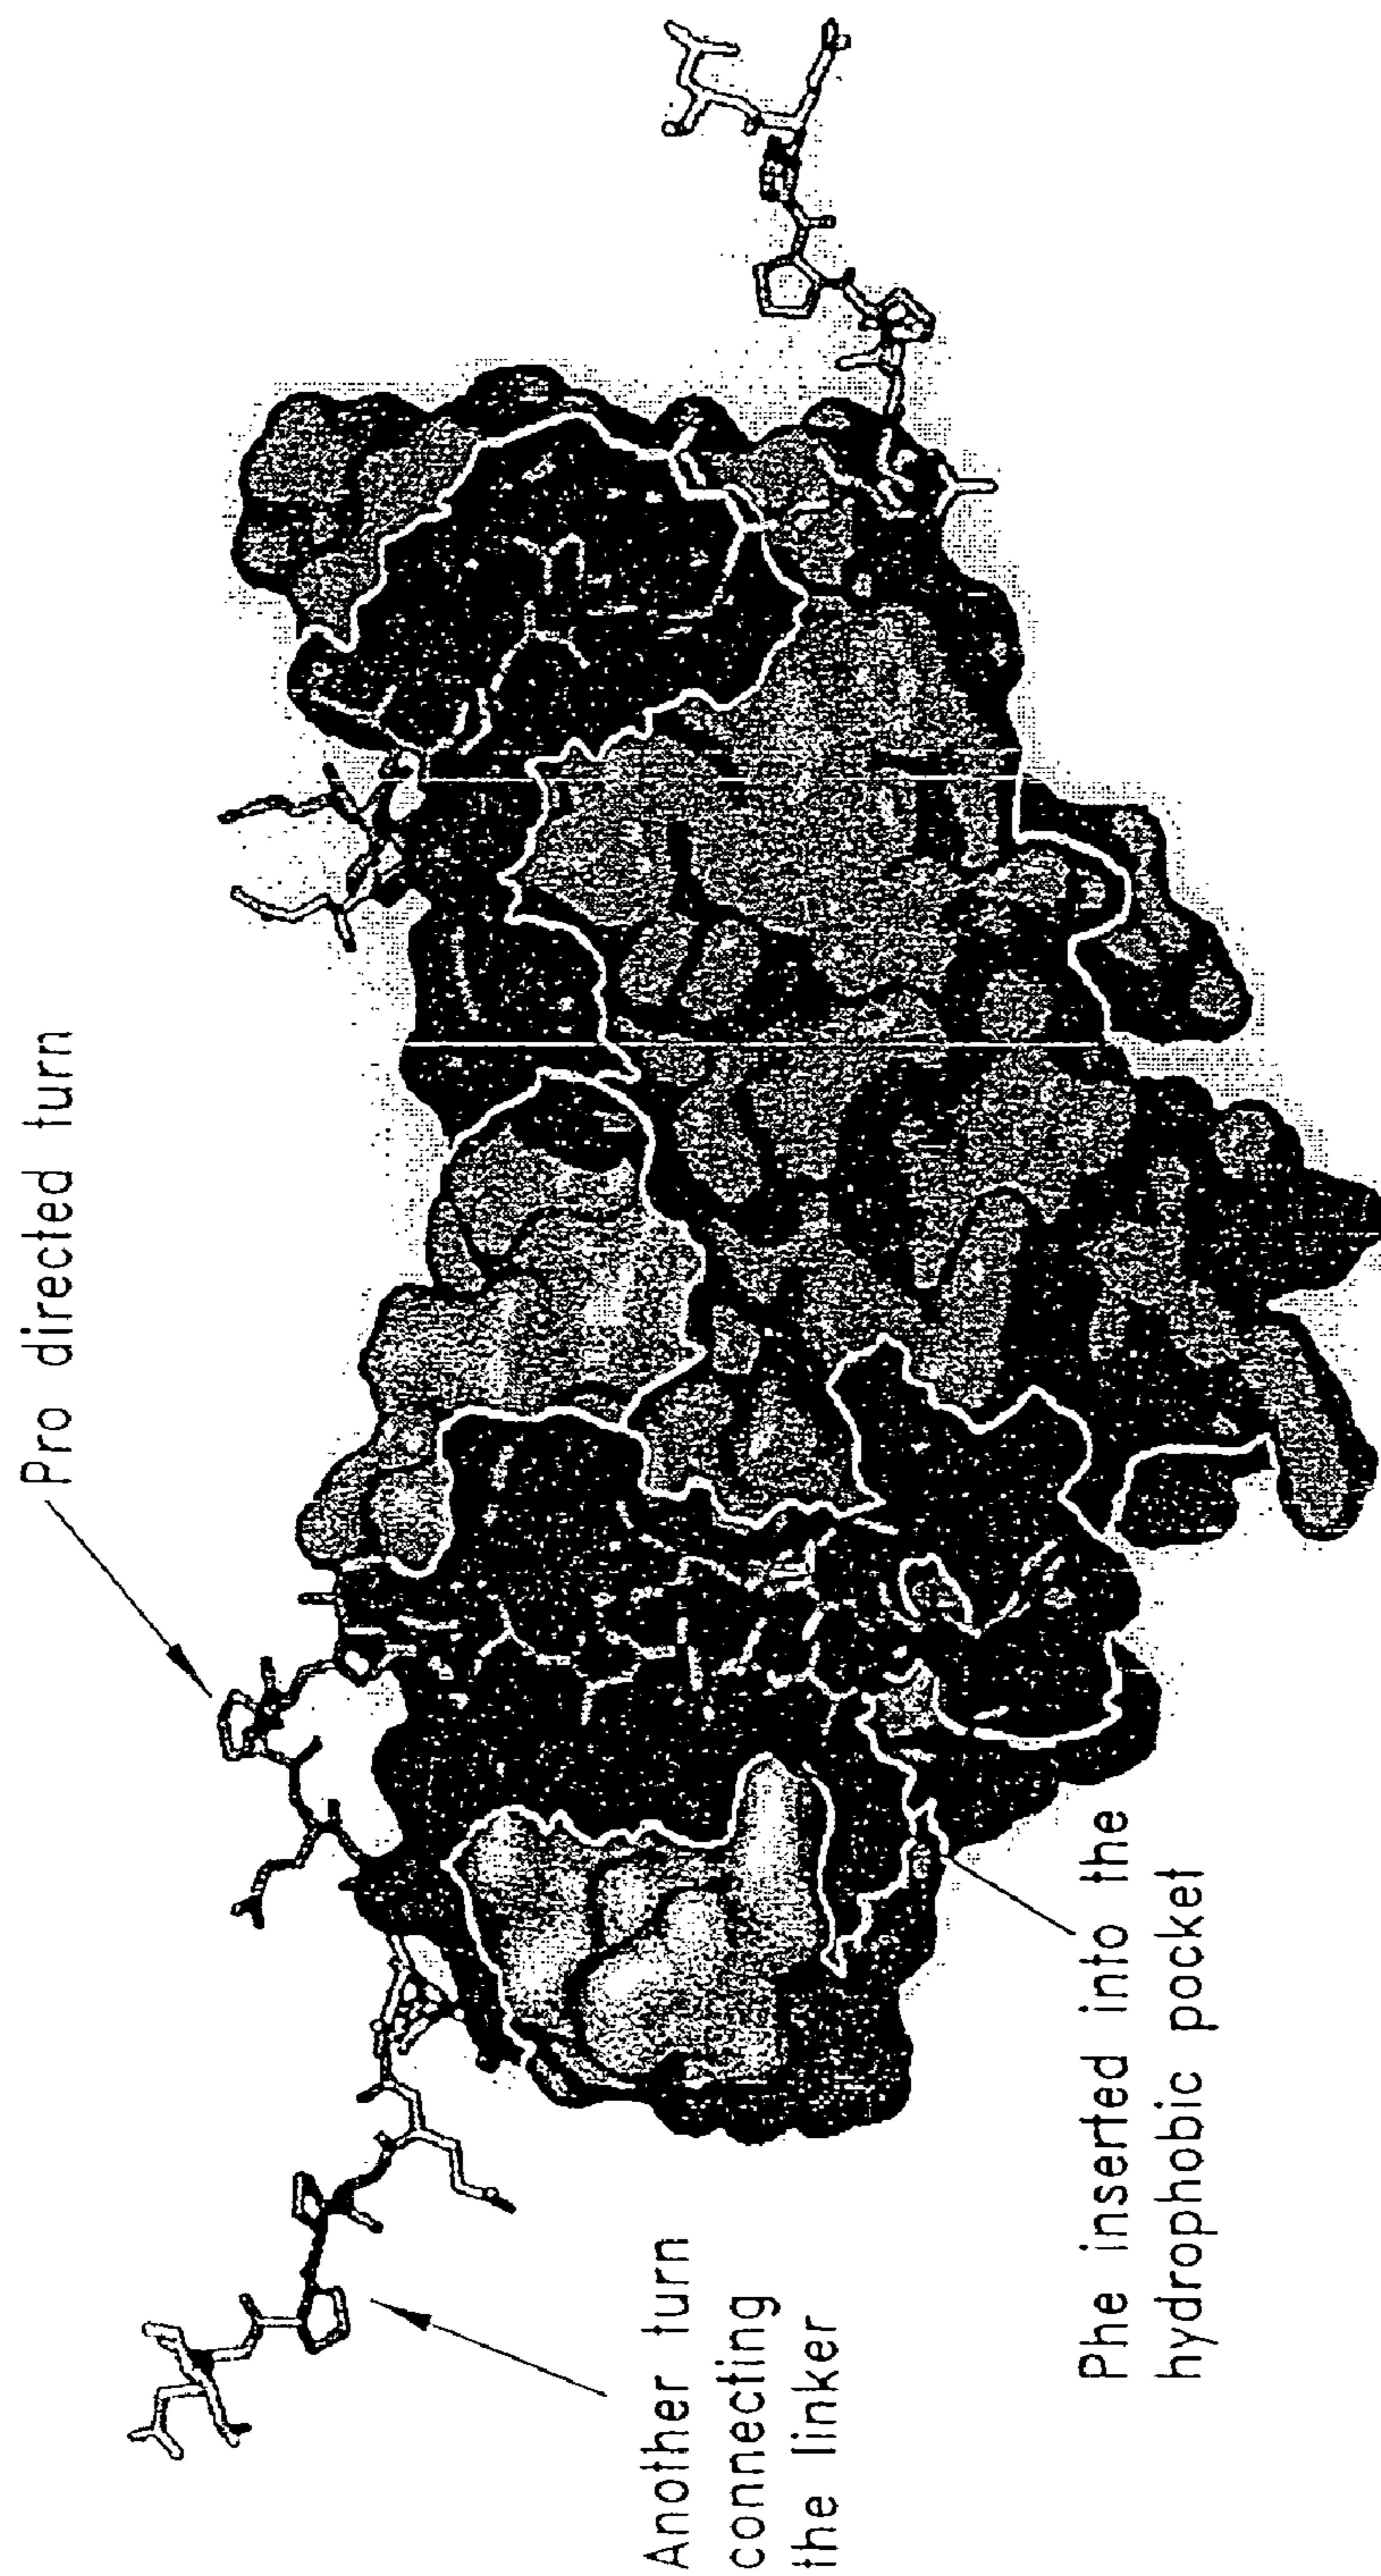 Pro directed turn
Another turn
connecting
the linker
Phe inserted into the
hydrophobic pocket